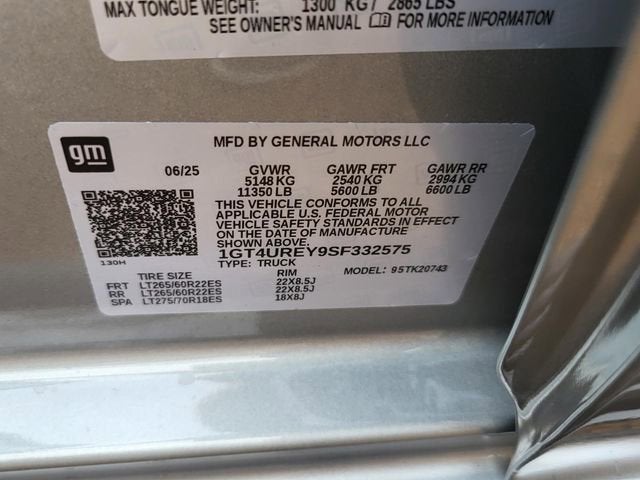 MAX TONGUE WEIGHT: 1300 KG / 2865 LBS
SEE OWNER'S MANUAL FOR MORE INFORMATION
gm
MFD BY GENERAL MOTORS LLC
06/25 GVWR GAWR FRT GAWR RR
5148 KG 2540 KG 2994 KG
11350 LB 5600 LB 6600 LB
THIS VEHICLE CONFORMS TO ALL
APPLICABLE U.S. FEDERAL MOTOR
VEHICLE SAFETY STANDARDS IN EFFECT
ON THE DATE OF MANUFACTURE
SHOWN ABOVE.
1GT4UREY9SF332575
130H
TYPE: TRUCK MODEL: 95TK20743
TIRE SIZE RIM
FRT LT265/60R22ES 22X8.5J
RR LT265/60R22ES 22X8.5J
SPA LT275/70R18ES 18X8J